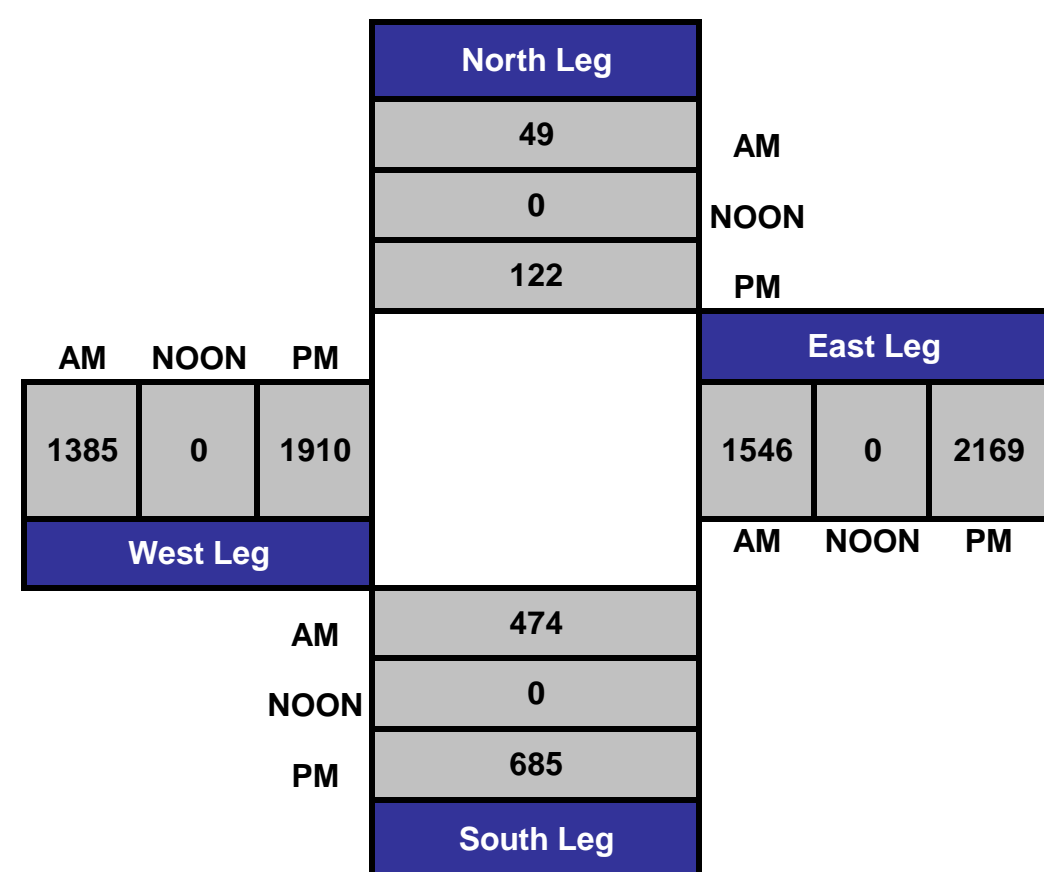 North Leg
49 AM
0 NOON
122 PM
East Leg
AM NOON PM
1385 0 1910 1546 0 2169
West Leg
AM NOON PM
AM 474
NOON 0
PM 685
South Leg